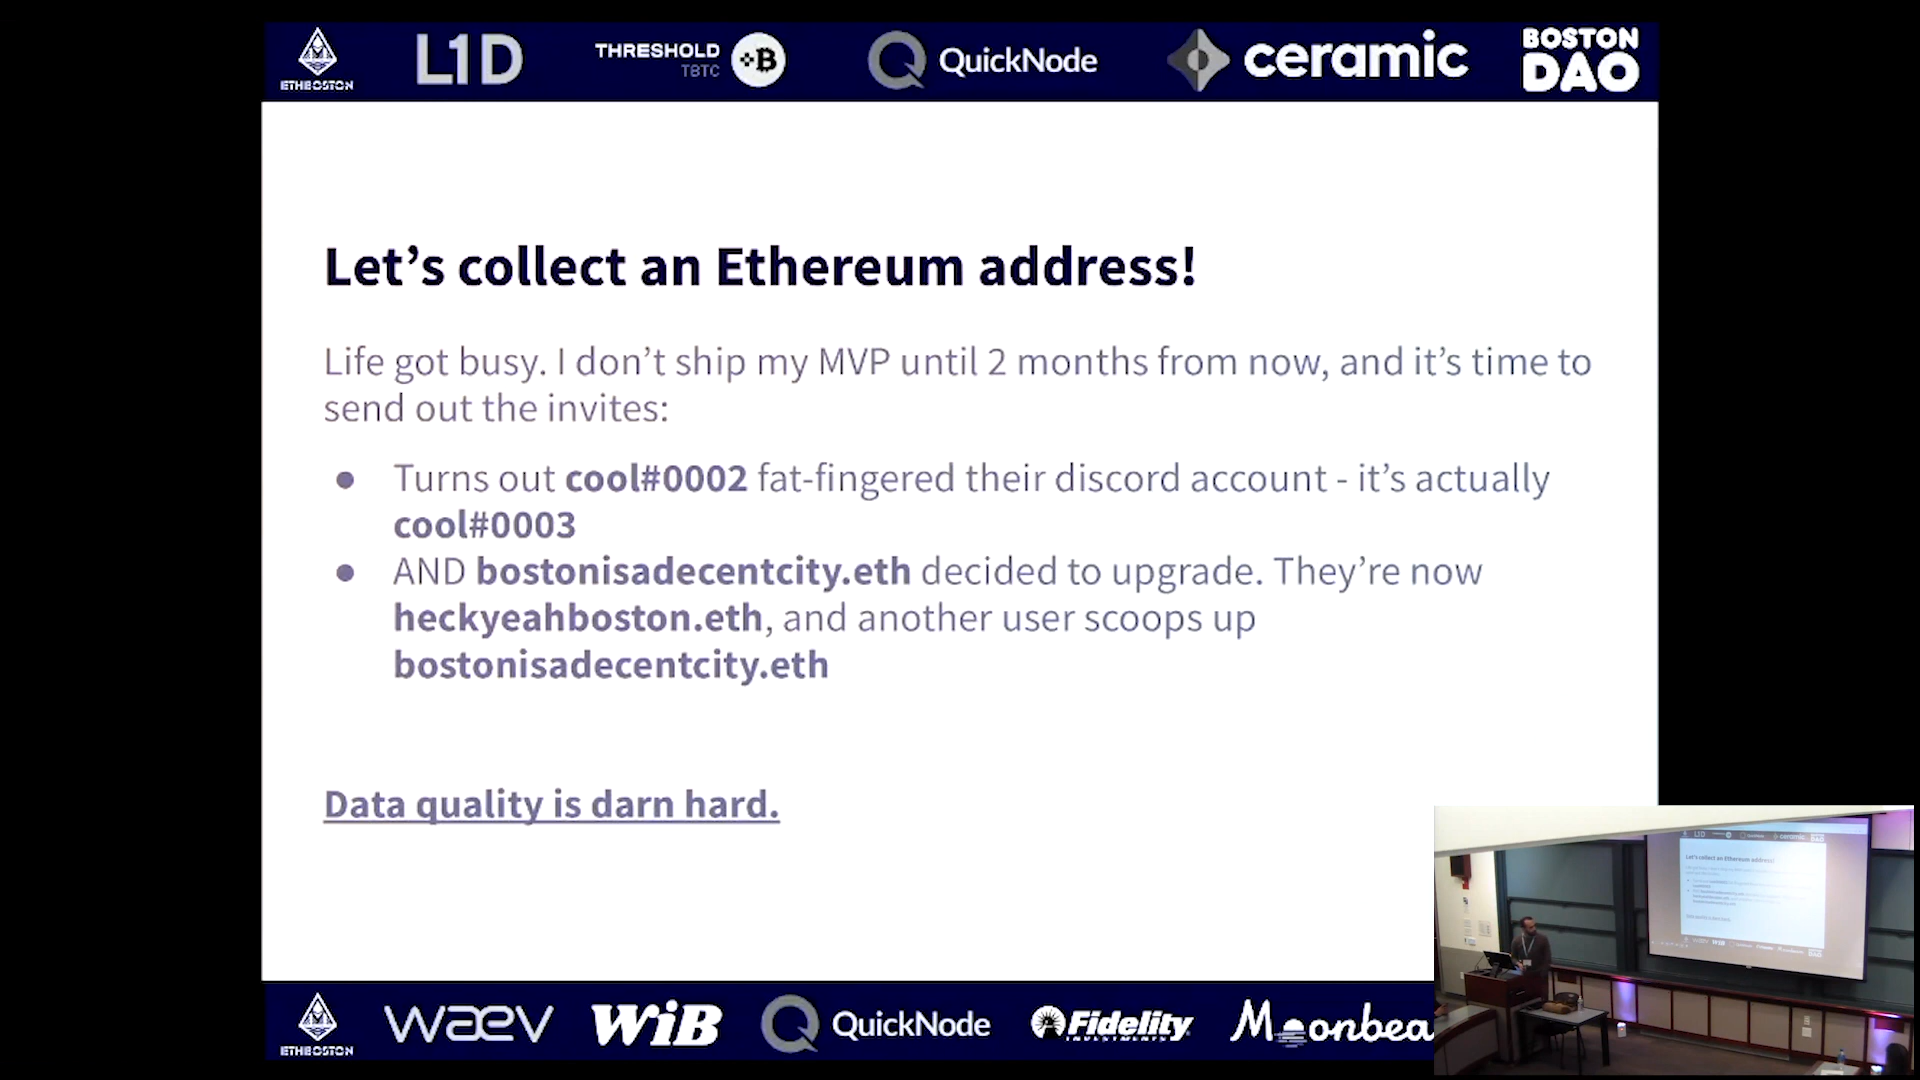 ETHBOSTON
L1D
THRESHOLD
TBTC
QuickNode
ceramic
BOSTON
DAO
Let's collect an Ethereum address!
Life got busy. I don't ship my MVP until 2 months from now, and it's time to
send out the invites:
● Turns out cool#0002 fat-fingered their discord account - it's actually
cool#0003
● AND bostonisadecentcity.eth decided to upgrade. They're now
heckyeahboston.eth, and another user scoops up
bostonisadecentcity.eth
Data quality is darn hard.
ETHBOSTON
waev
WiB
QuickNode
Fidelity
INVESTMENTS
Moonbea